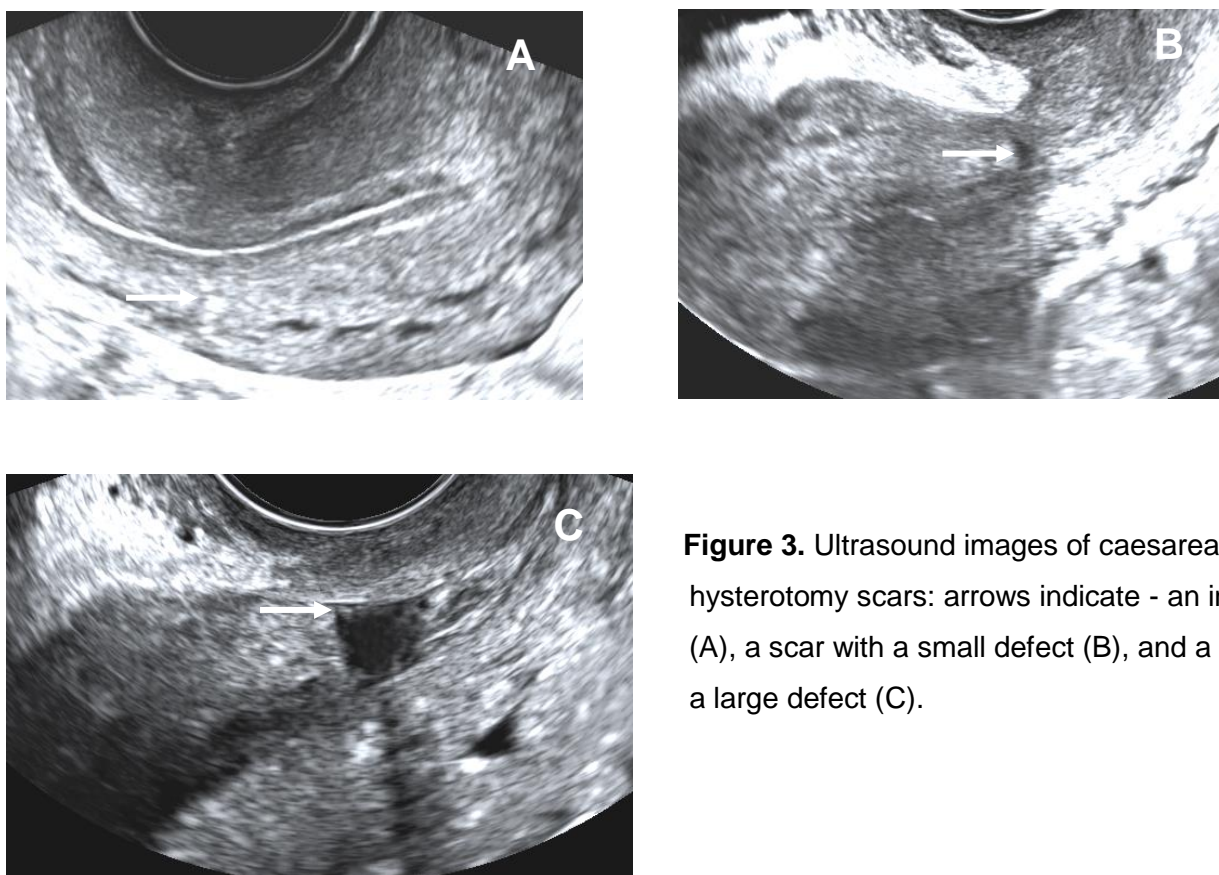 A
B
C
Figure 3. Ultrasound images of caesarea
hysterotomy scars: arrows indicate - an i
(A), a scar with a small defect (B), and a
a large defect (C).